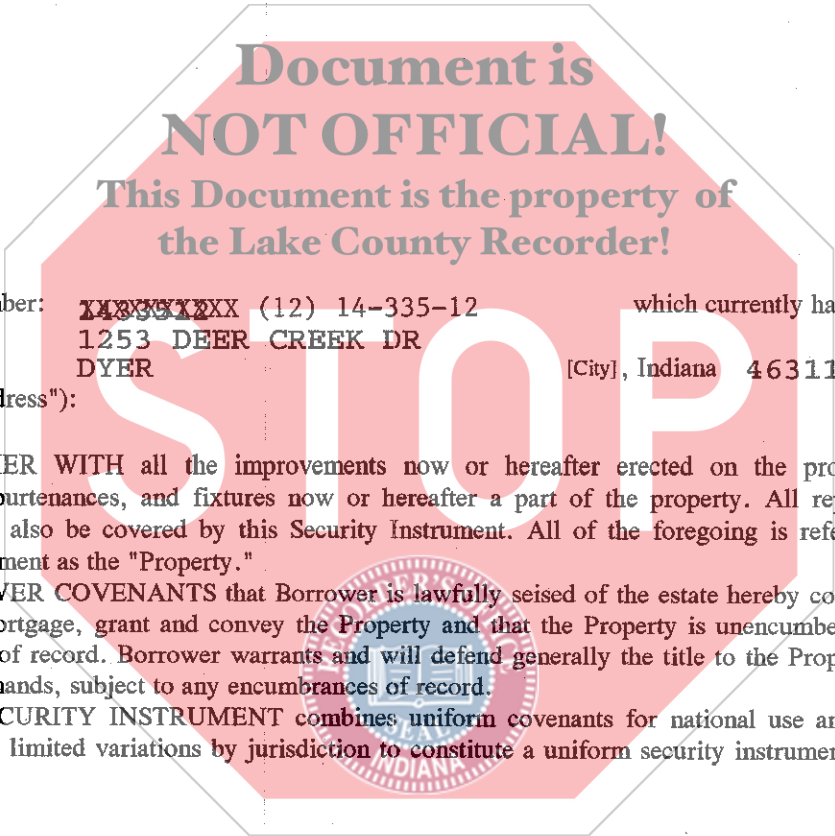 Document is
NOT OFFICIAL!
This Document is the property of
the Lake County Recorder!
ber: (12) 14-335-12 which currently ha
1253 DEER CREEK DR
DYER [City], Indiana 46311
dress"):
STOP
ER WITH all the improvements now or hereafter erected on the pro
purtenances, and fixtures now or hereafter a part of the property. All re
also be covered by this Security Instrument. All of the foregoing is refe
ment as the "Property."
VER COVENANTS that Borrower is lawfully seised of the estate hereby co
ortgage, grant and convey the Property and that the Property is unencumbe
of record. Borrower warrants and will defend generally the title to the Prop
ands, subject to any encumbrances of record.
CURITY INSTRUMENT combines uniform covenants for national use an
limited variations by jurisdiction to constitute a uniform security instrumen
SEAL
INDIANA